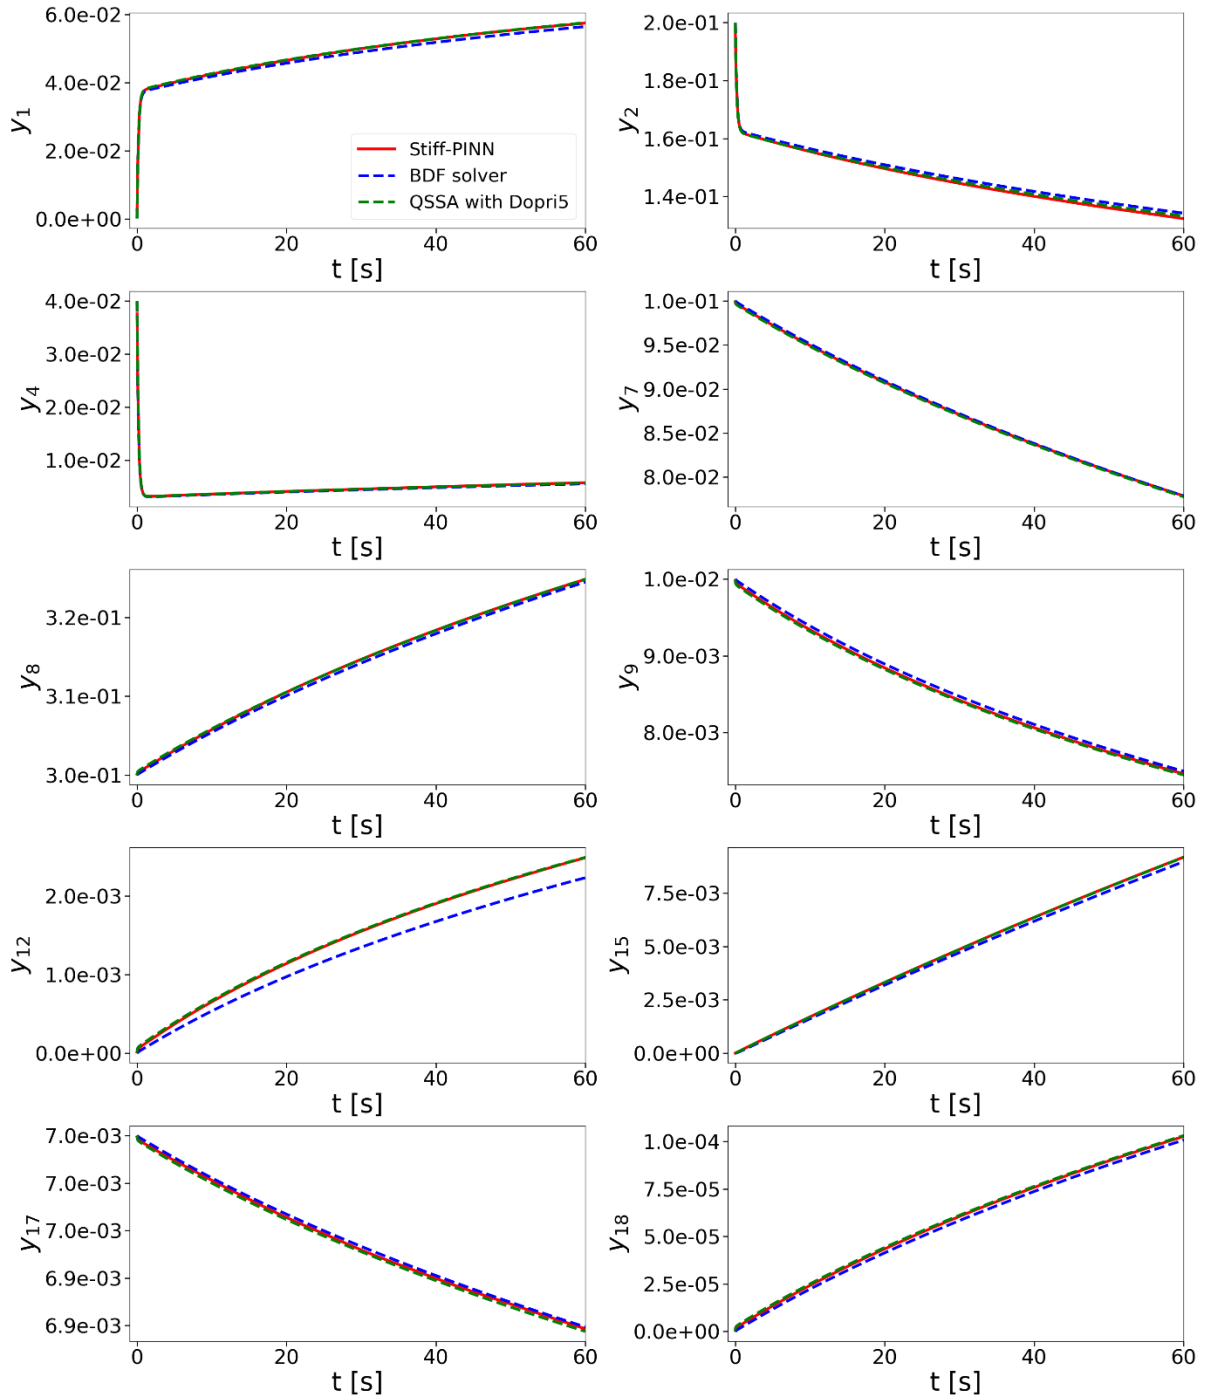 6.0e-02
4.0e-02
2.0e-02
0.0e+00
y1
Stiff-PINN
BDF solver
QSSA with Dopri5
0 20 40 60
t [s]
2.0e-01
1.8e-01
1.6e-01
1.4e-01
y2
0 20 40 60
t [s]
4.0e-02
3.0e-02
2.0e-02
1.0e-02
y4
0 20 40 60
t [s]
1.0e-01
9.5e-02
9.0e-02
8.5e-02
8.0e-02
y7
0 20 40 60
t [s]
3.2e-01
3.1e-01
3.0e-01
y8
0 20 40 60
t [s]
1.0e-02
9.0e-03
8.0e-03
y9
0 20 40 60
t [s]
2.0e-03
1.0e-03
0.0e+00
y12
0 20 40 60
t [s]
7.5e-03
5.0e-03
2.5e-03
0.0e+00
y15
0 20 40 60
t [s]
7.0e-03
7.0e-03
7.0e-03
6.9e-03
6.9e-03
y17
0 20 40 60
t [s]
1.0e-04
7.5e-05
5.0e-05
2.5e-05
0.0e+00
y18
0 20 40 60
t [s]